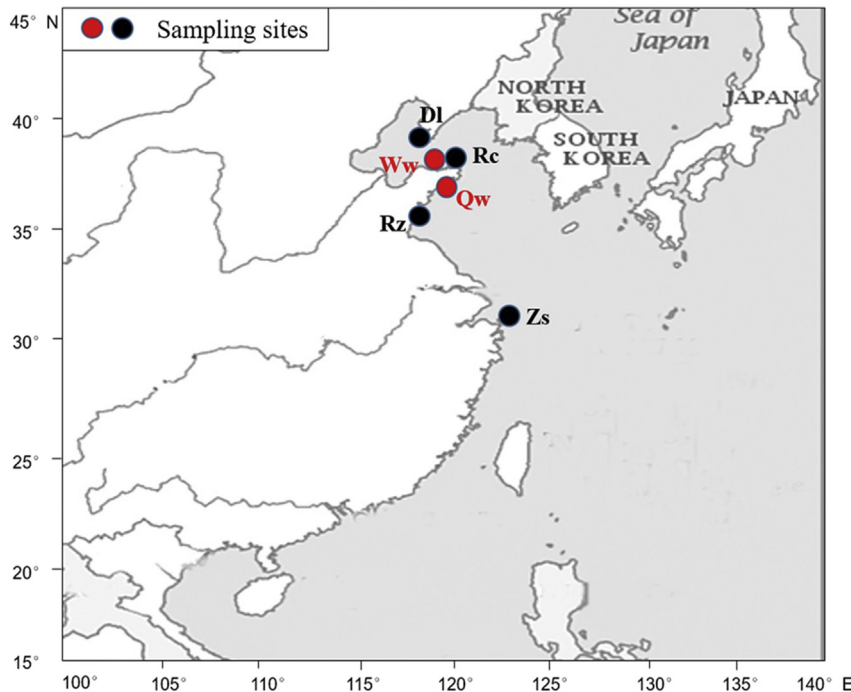 45° N
Sampling sites
Sea of
Japan
NORTH
KOREA
JAPAN
40°
Dl
SOUTH
KOREA
Ww
Rc
Qw
35°
Rz
30°
Zs
25°
20°
15°
100° 105° 110° 115° 120° 125° 130° 135° 140° E